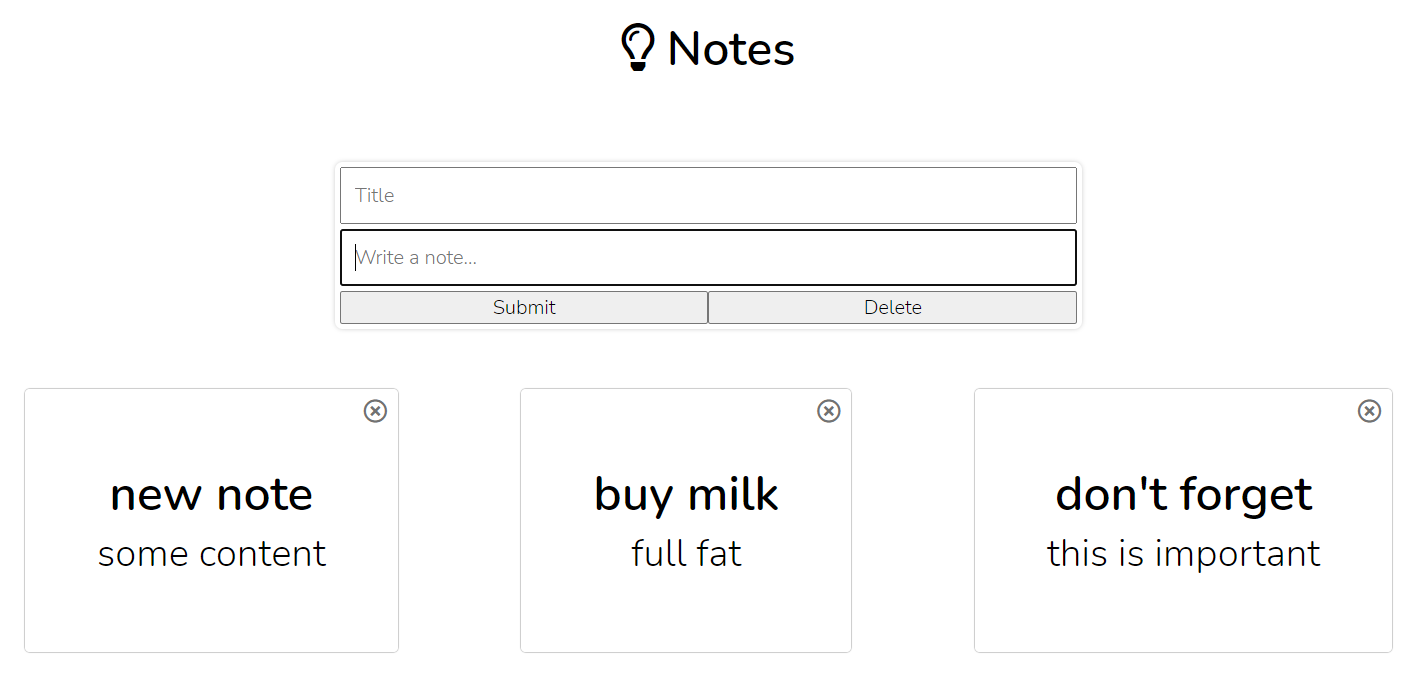 Notes
Title
Write a note...
Submit Delete
new note
some content
buy milk
full fat
don't forget
this is important